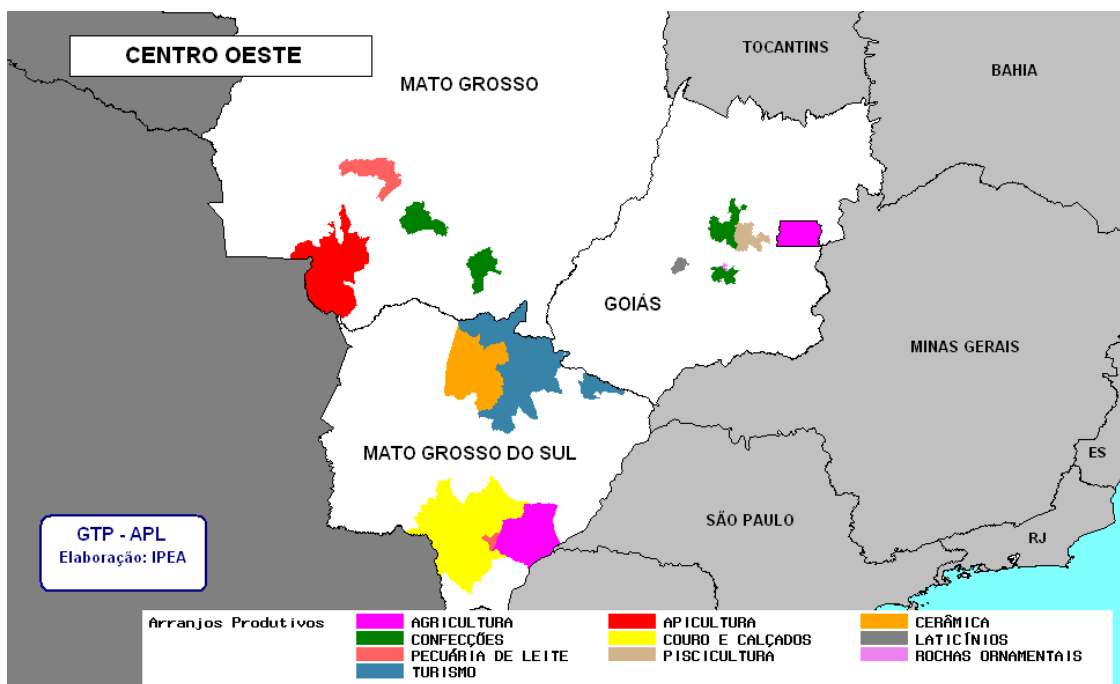 CENTRO OESTE
TOCANTINS
BAHIA
MATO GROSSO
GOIÁS
MINAS GERAIS
MATO GROSSO DO SUL
ES
SÃO PAULO
RJ
GTP - APL
Elaboração: IPEA
Arranjos Produtivos
AGRICULTURA
APICULTURA
CERÂMICA
CONFECÇÕES
COURO E CALÇADOS
LATICÍNIOS
PECUÁRIA DE LEITE
PISCICULTURA
ROCHAS ORNAMENTAIS
TURISMO